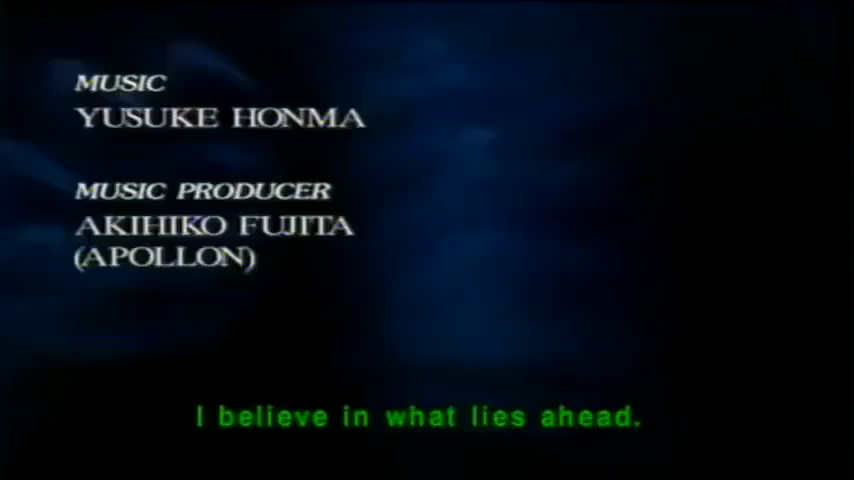 MUSIC
YUSUKE HONMA
MUSIC PRODUCER
AKIHIKO FUJITA
(APOLLON)
I believe in what lies ahead.